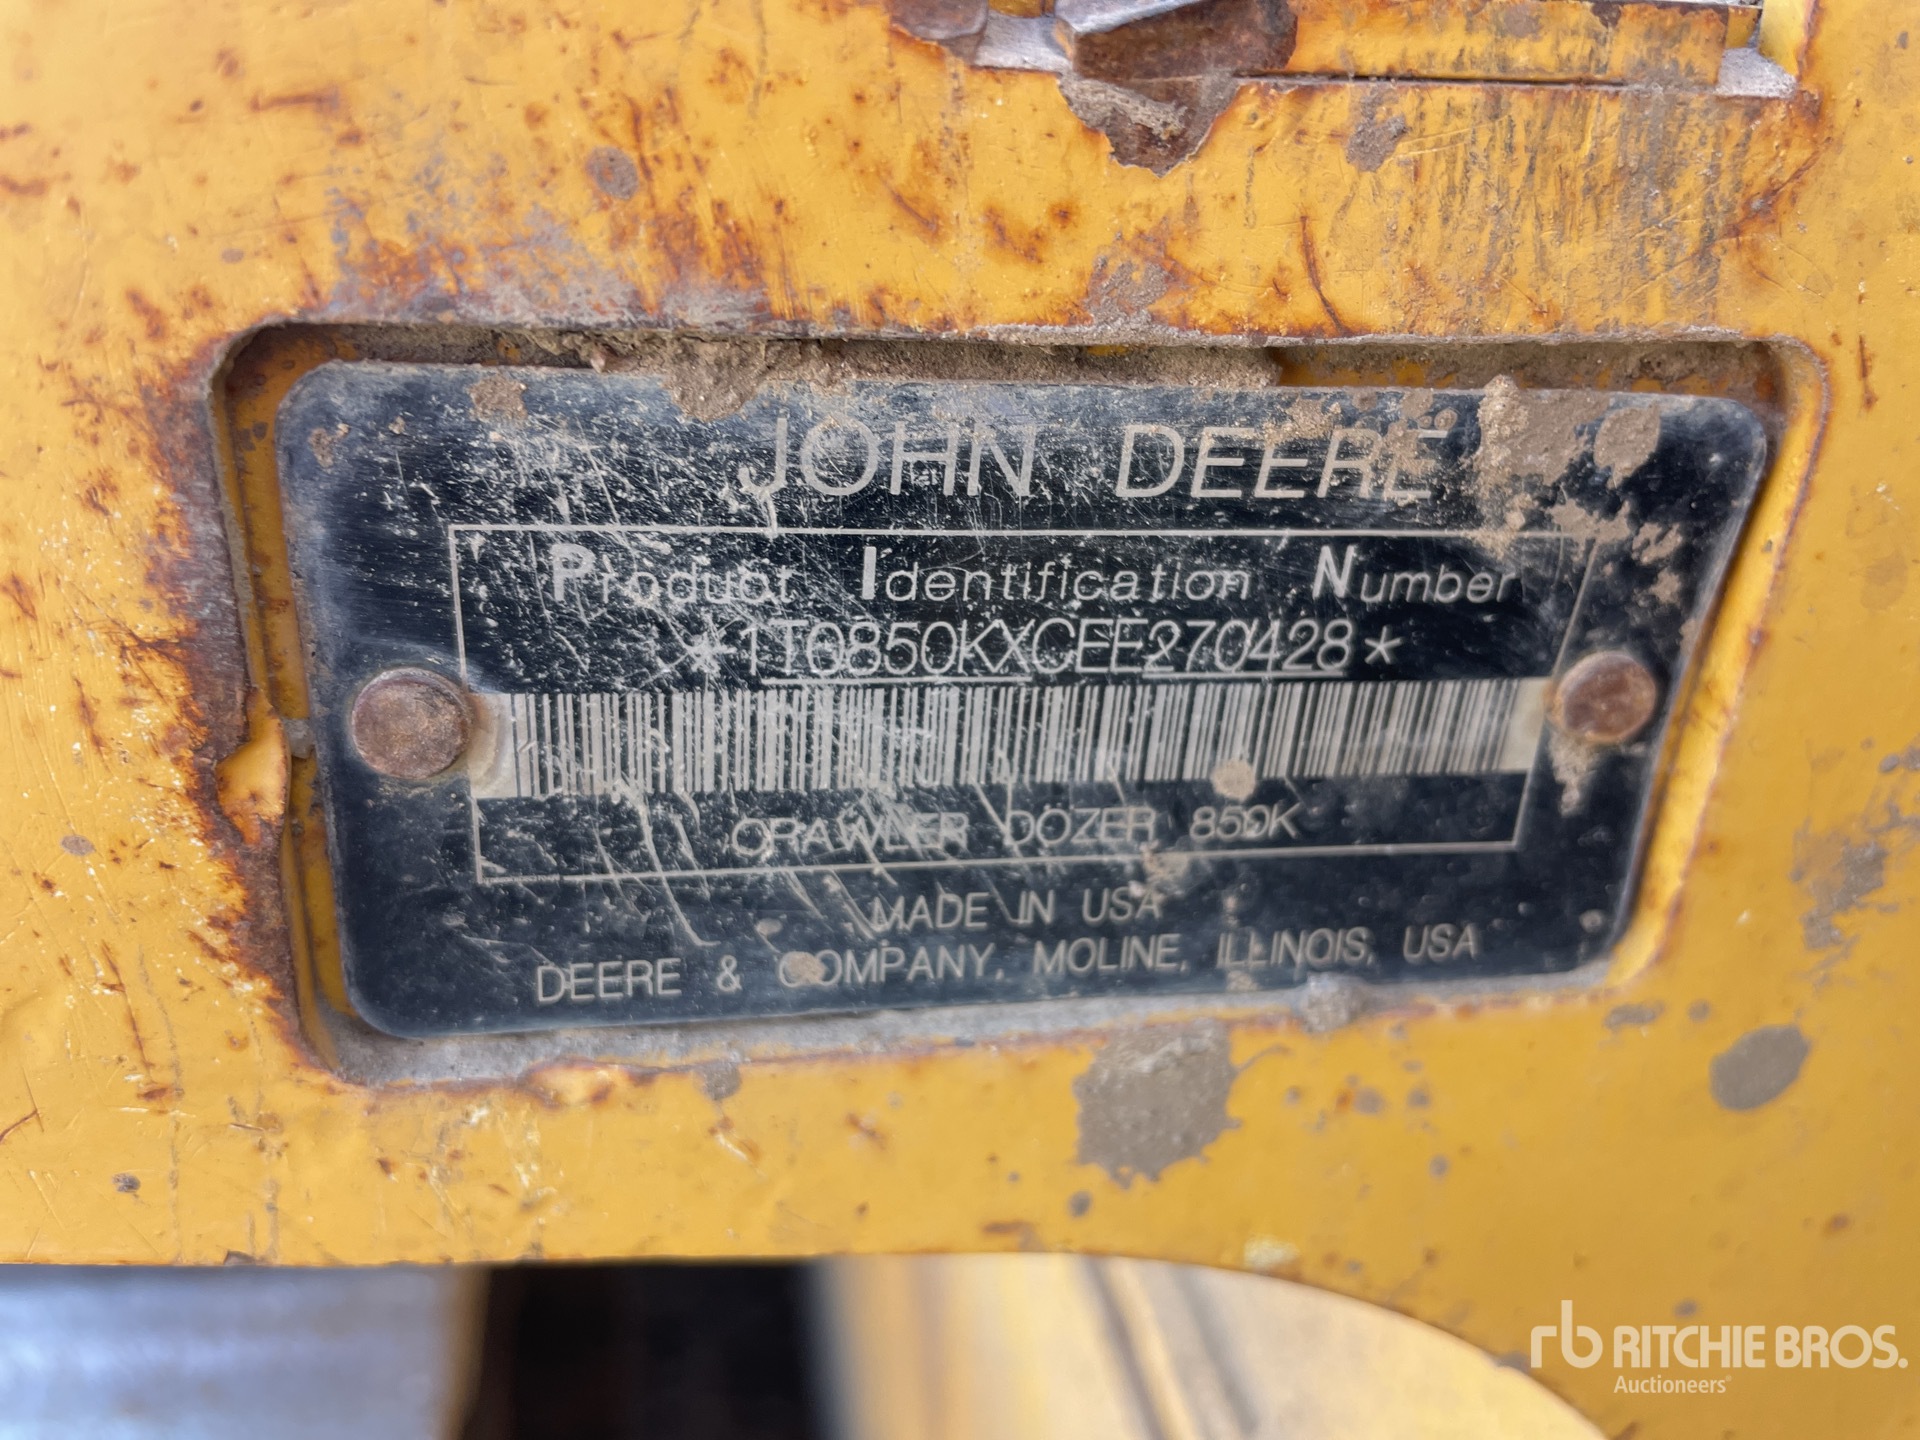 JOHN DEERE
Product Identification Number
*1T0850KXCEE270428*
CRAWLER DOZER 850K
MADE IN USA
DEERE & COMPANY, MOLINE, ILLINOIS, USA
rb RITCHIE BROS.
Auctioneers